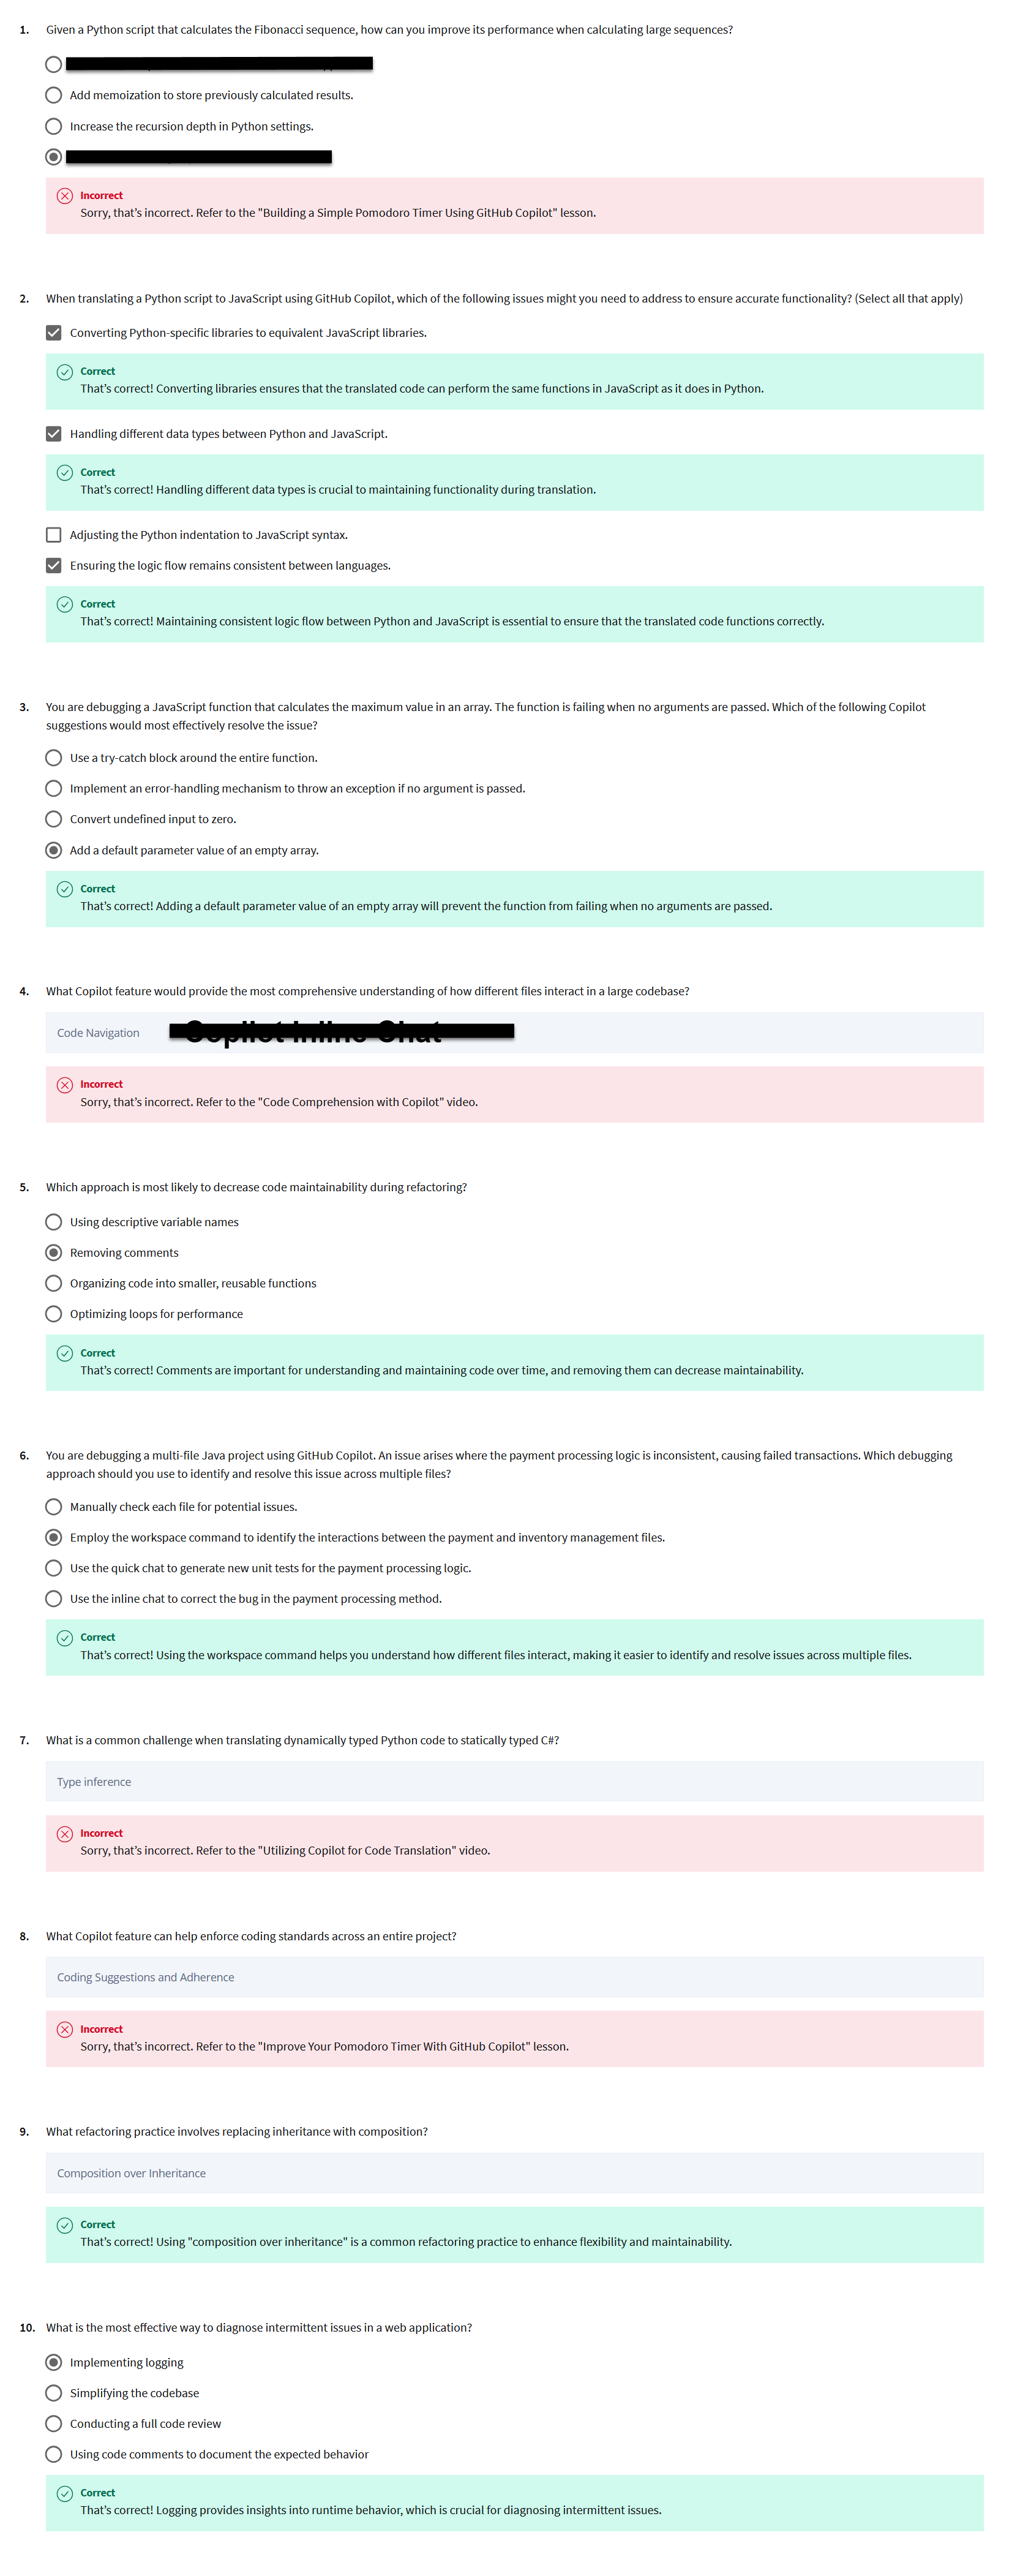 1. Given a Python script that calculates the Fibonacci sequence, how can you improve its performance when calculating large sequences?
Add memoization to store previously calculated results.
Increase the recursion depth in Python settings.
Incorrect
Sorry, that's incorrect. Refer to the "Building a Simple Pomodoro Timer Using GitHub Copilot" lesson.
2. When translating a Python script to JavaScript using GitHub Copilot, which of the following issues might you need to address to ensure accurate functionality? (Select all that apply)
Converting Python-specific libraries to equivalent JavaScript libraries.
Correct
That's correct! Converting libraries ensures that the translated code can perform the same functions in JavaScript as it does in Python.
Handling different data types between Python and JavaScript.
Correct
That's correct! Handling different data types is crucial to maintaining functionality during translation.
Adjusting the Python indentation to JavaScript syntax.
Ensuring the logic flow remains consistent between languages.
Correct
That's correct! Maintaining consistent logic flow between Python and JavaScript is essential to ensure that the translated code functions correctly.
3. You are debugging a JavaScript function that calculates the maximum value in an array. The function is failing when no arguments are passed. Which of the following Copilot
suggestions would most effectively resolve the issue?
Use a try-catch block around the entire function.
Implement an error-handling mechanism to throw an exception if no argument is passed.
Convert undefined input to zero.
Add a default parameter value of an empty array.
Correct
That's correct! Adding a default parameter value of an empty array will prevent the function from failing when no arguments are passed.
4. What Copilot feature would provide the most comprehensive understanding of how different files interact in a large codebase?
Code Navigation
Incorrect
Sorry, that's incorrect. Refer to the "Code Comprehension with Copilot" video.
5. Which approach is most likely to decrease code maintainability during refactoring?
Using descriptive variable names
Removing comments
Organizing code into smaller, reusable functions
Optimizing loops for performance
Correct
That's correct! Comments are important for understanding and maintaining code over time, and removing them can decrease maintainability.
6. You are debugging a multi-file Java project using GitHub Copilot. An issue arises where the payment processing logic is inconsistent, causing failed transactions. Which debugging
approach should you use to identify and resolve this issue across multiple files?
Manually check each file for potential issues.
Employ the workspace command to identify the interactions between the payment and inventory management files.
Use the quick chat to generate new unit tests for the payment processing logic.
Use the inline chat to correct the bug in the payment processing method.
Correct
That's correct! Using the workspace command helps you understand how different files interact, making it easier to identify and resolve issues across multiple files.
7. What is a common challenge when translating dynamically typed Python code to statically typed C#?
Type inference
Incorrect
Sorry, that's incorrect. Refer to the "Utilizing Copilot for Code Translation" video.
8. What Copilot feature can help enforce coding standards across an entire project?
Coding Suggestions and Adherence
Incorrect
Sorry, that's incorrect. Refer to the "Improve Your Pomodoro Timer With GitHub Copilot" lesson.
9. What refactoring practice involves replacing inheritance with composition?
Composition over Inheritance
Correct
That's correct! Using "composition over inheritance" is a common refactoring practice to enhance flexibility and maintainability.
10. What is the most effective way to diagnose intermittent issues in a web application?
Implementing logging
Simplifying the codebase
Conducting a full code review
Using code comments to document the expected behavior
Correct
That's correct! Logging provides insights into runtime behavior, which is crucial for diagnosing intermittent issues.